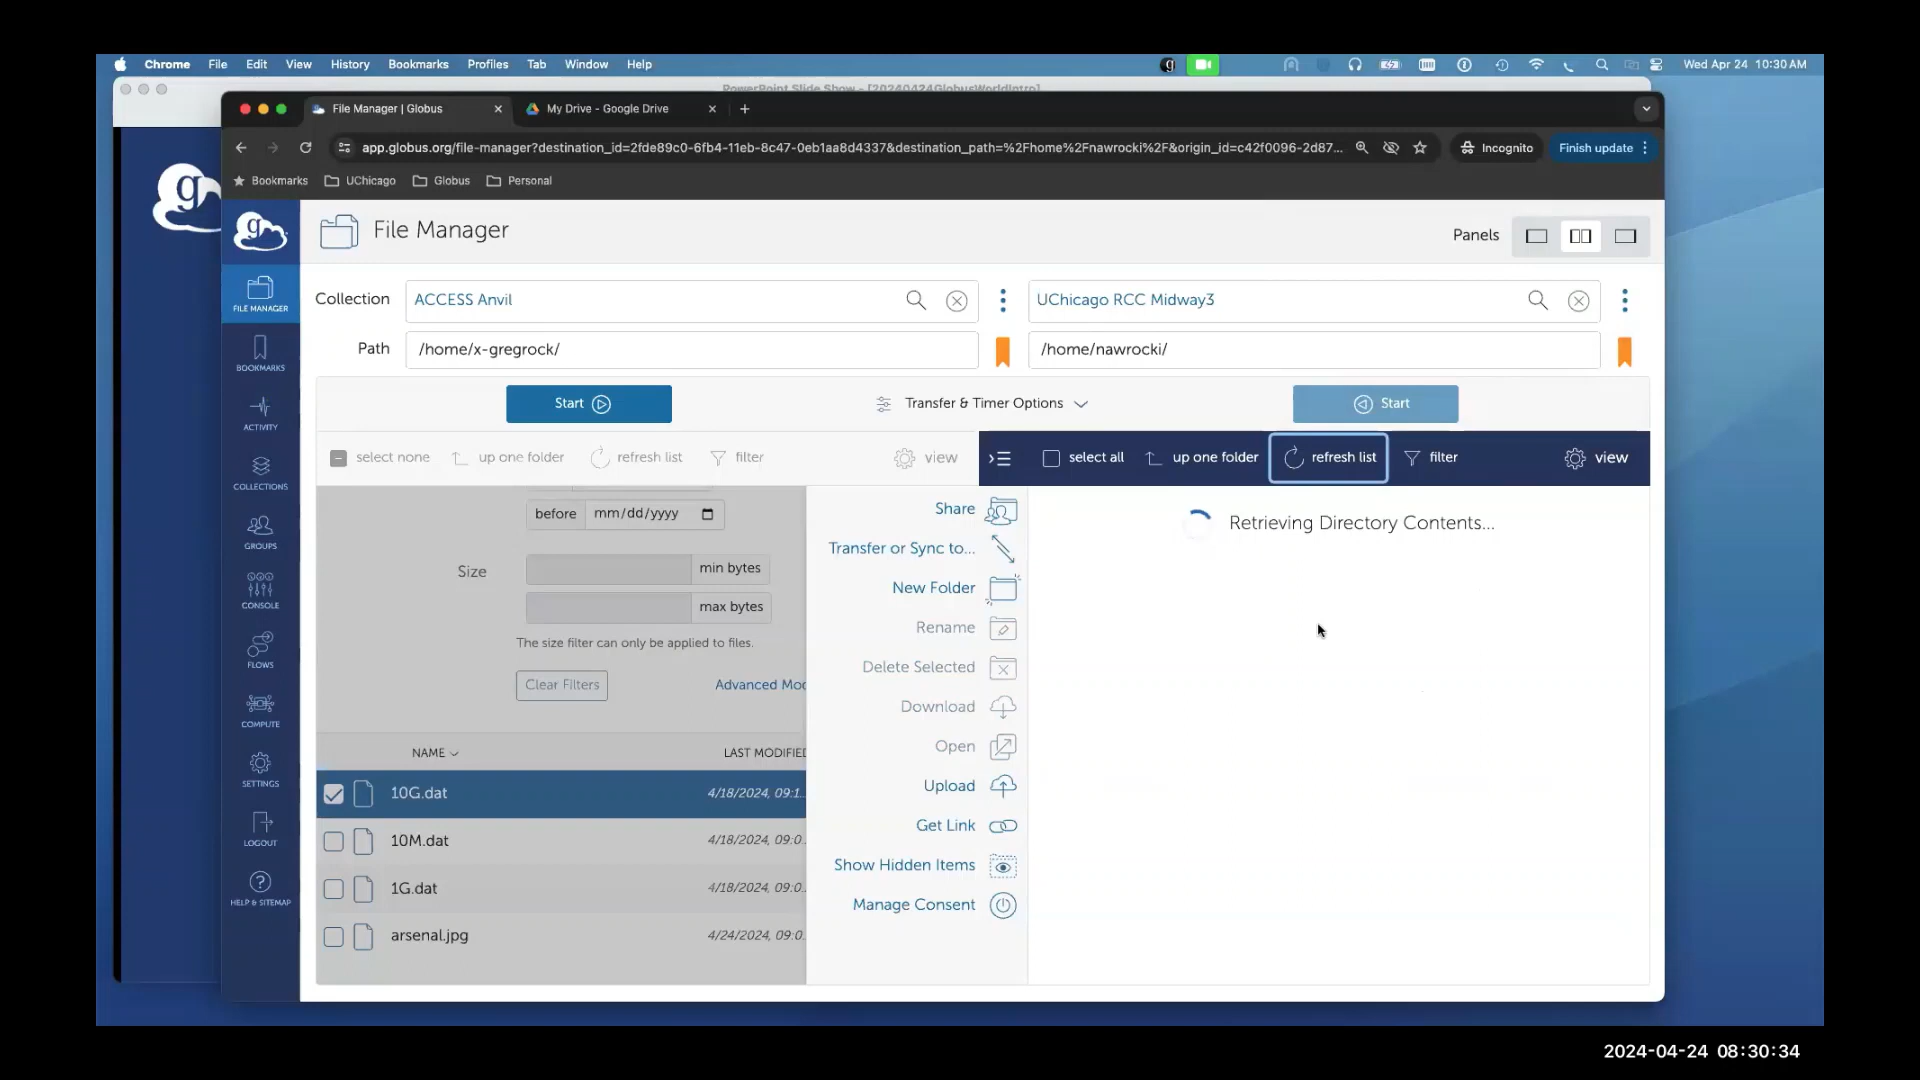 Chrome File Edit View History Bookmarks Profiles Tab Window Help
Wed Apr 24 10:30 AM
PowerPoint Slide Show - [20240424GlobusWorldIntro]
File Manager | Globus
My Drive - Google Drive
app.globus.org/file-manager?destination_id=2fde89c0-6fb4-11eb-8c47-0eb1aa8d4337&destination_path=%2Fhome%2Fnawrocki%2F&origin_id=c42f0096-2d87...
Incognito
Finish update
Bookmarks UChicago Globus Personal
g
g
File Manager
Panels
FILE MANAGER
BOOKMARKS
ACTIVITY
COLLECTIONS
GROUPS
CONSOLE
FLOWS
COMPUTE
SETTINGS
LOGOUT
HELP & SITEMAP
Collection ACCESS Anvil
UChicago RCC Midway3
Path /home/x-gregrock/
/home/nawrocki/
Start
Transfer & Timer Options
Start
select none up one folder refresh list filter view
select all up one folder refresh list filter view
before mm/dd/yyyy
Size min bytes
max bytes
The size filter can only be applied to files.
Clear Filters Advanced Mod
NAME LAST MODIFIED
10G.dat 4/18/2024, 09:1...
10M.dat 4/18/2024, 09:0...
1G.dat 4/18/2024, 09:0...
arsenal.jpg 4/24/2024, 09:0...
Share
Transfer or Sync to...
New Folder
Rename
Delete Selected
Download
Open
Upload
Get Link
Show Hidden Items
Manage Consent
Retrieving Directory Contents...
2024-04-24 08:30:34